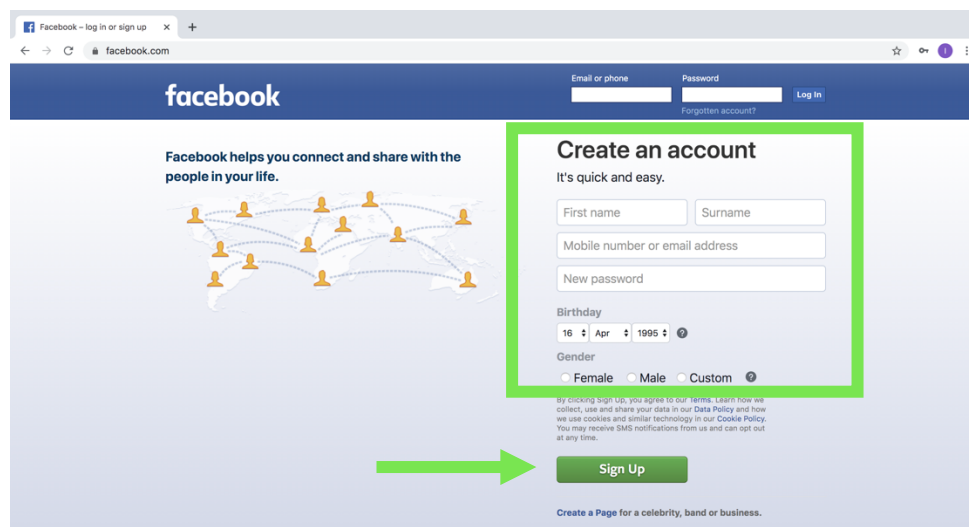 Facebook – log in or sign up
facebook.com
facebook
Email or phone
Password
Log In
Forgotten account?
Facebook helps you connect and share with the
people in your life.
Create an account
It's quick and easy.
First name
Surname
Mobile number or email address
New password
Birthday
16 Apr 1995
Gender
Female Male Custom
By clicking Sign Up, you agree to our Terms. Learn how we
collect, use and share your data in our Data Policy and how
we use cookies and similar technology in our Cookie Policy.
You may receive SMS notifications from us and can opt out
at any time.
Sign Up
Create a Page for a celebrity, band or business.